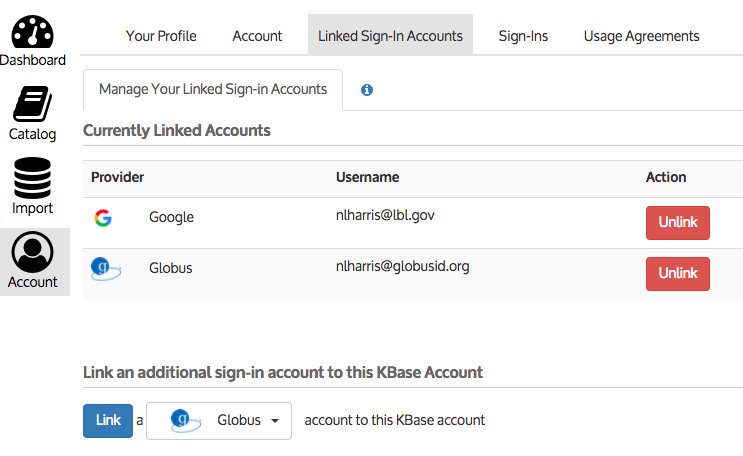 Dashboard
Catalog
Import
Account
Your Profile Account Linked Sign-In Accounts Sign-Ins Usage Agreements
Manage Your Linked Sign-in Accounts
Currently Linked Accounts
Provider Username Action
Google nlharris@lbl.gov Unlink
Globus nlharris@globusid.org Unlink
Link an additional sign-in account to this KBase Account
Link a Globus account to this KBase account